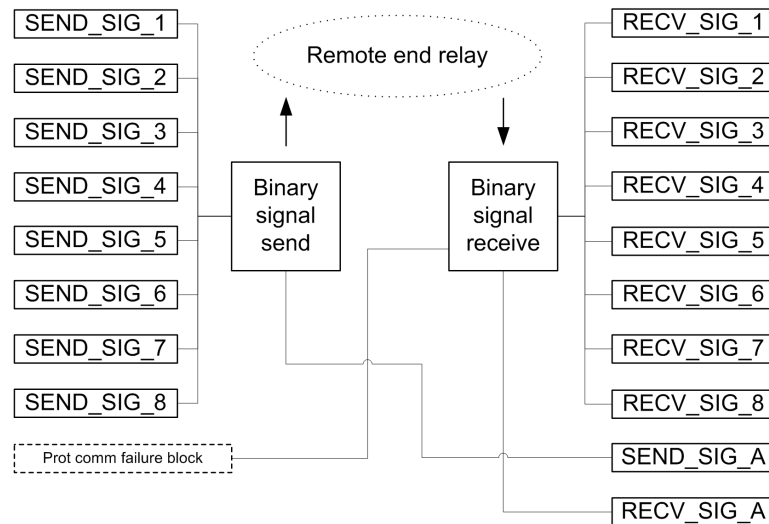 SEND_SIG_1
SEND_SIG_2
SEND_SIG_3
SEND_SIG_4
SEND_SIG_5
SEND_SIG_6
SEND_SIG_7
SEND_SIG_8
Prot comm failure block
Remote end relay
Binary
signal
send
Binary
signal
receive
RECV_SIG_1
RECV_SIG_2
RECV_SIG_3
RECV_SIG_4
RECV_SIG_5
RECV_SIG_6
RECV_SIG_7
RECV_SIG_8
SEND_SIG_A
RECV_SIG_A